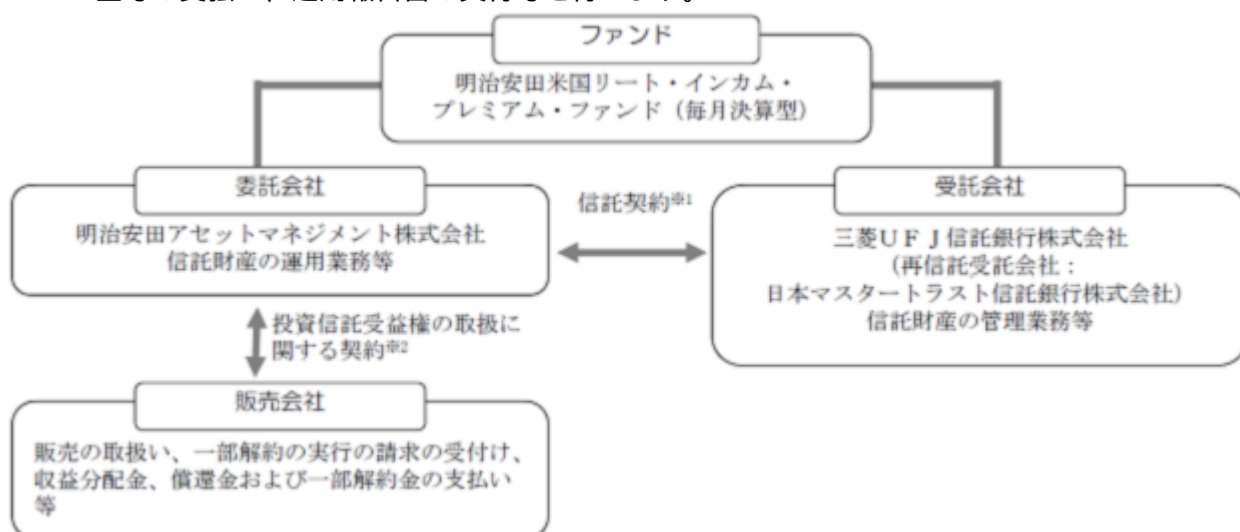 ファンド
明治安田米国リート・インカム・
プレミアム・ファンド（毎月決算型）
委託会社
明治安田アセットマネジメント株式会社
信託財産の運用業務等
信託契約※1
受託会社
三菱ＵＦＪ信託銀行株式会社
(再信託受託会社：
日本マスタートラスト信託銀行株式会社)
信託財産の管理業務等
投資信託受益権の取扱に
関する契約※2
販売会社
販売の取扱い、一部解約の実行の請求の受付け、
収益分配金、償還金および一部解約金の支払い
等